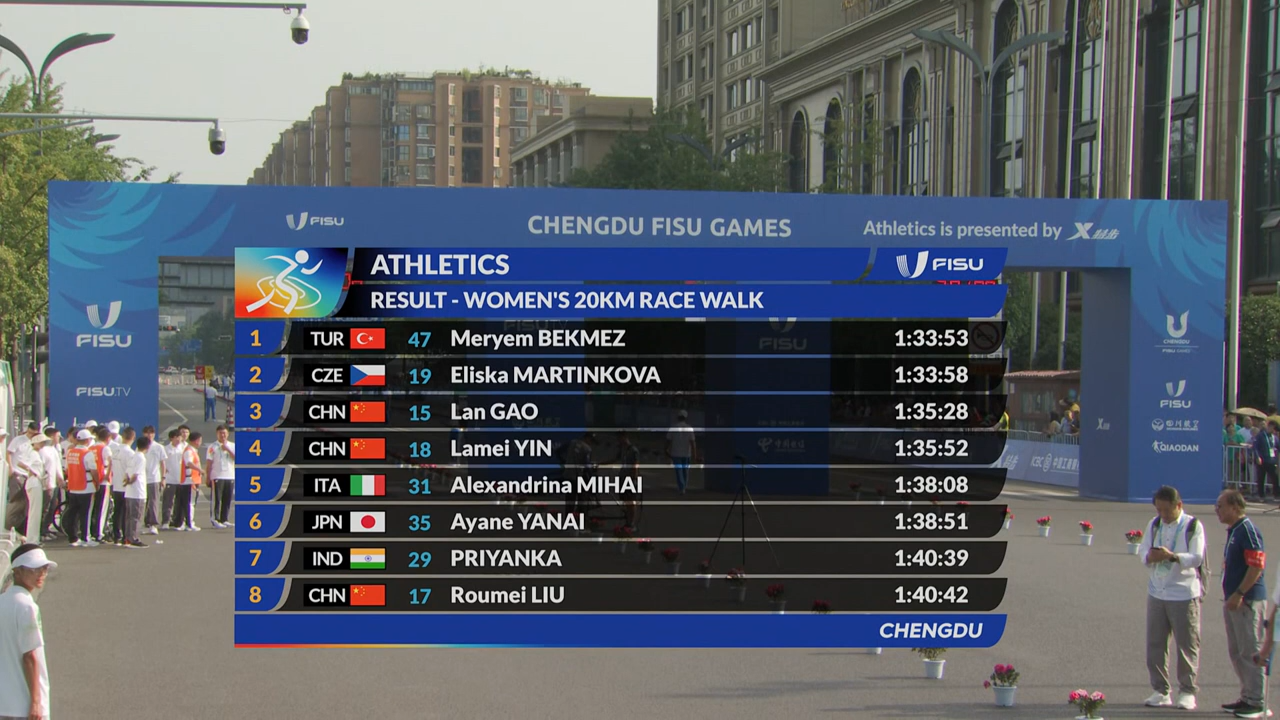 FISU
CHENGDU FISU GAMES
Athletics is presented by
ATHLETICS
FISU
RESULT - WOMEN'S 20KM RACE WALK
1 TUR 47 Meryem BEKMEZ 1:33:53
2 CZE 19 Eliska MARTINKOVA 1:33:58
3 CHN 15 Lan GAO 1:35:28
4 CHN 18 Lamei YIN 1:35:52
5 ITA 31 Alexandrina MIHAI 1:38:08
6 JPN 35 Ayane YANAI 1:38:51
7 IND 29 PRIYANKA 1:40:39
8 CHN 17 Roumei LIU 1:40:42
CHENGDU
FISU
FISU.TV
FISU
CHENGDU
FISU
QIAODAN
ICBC